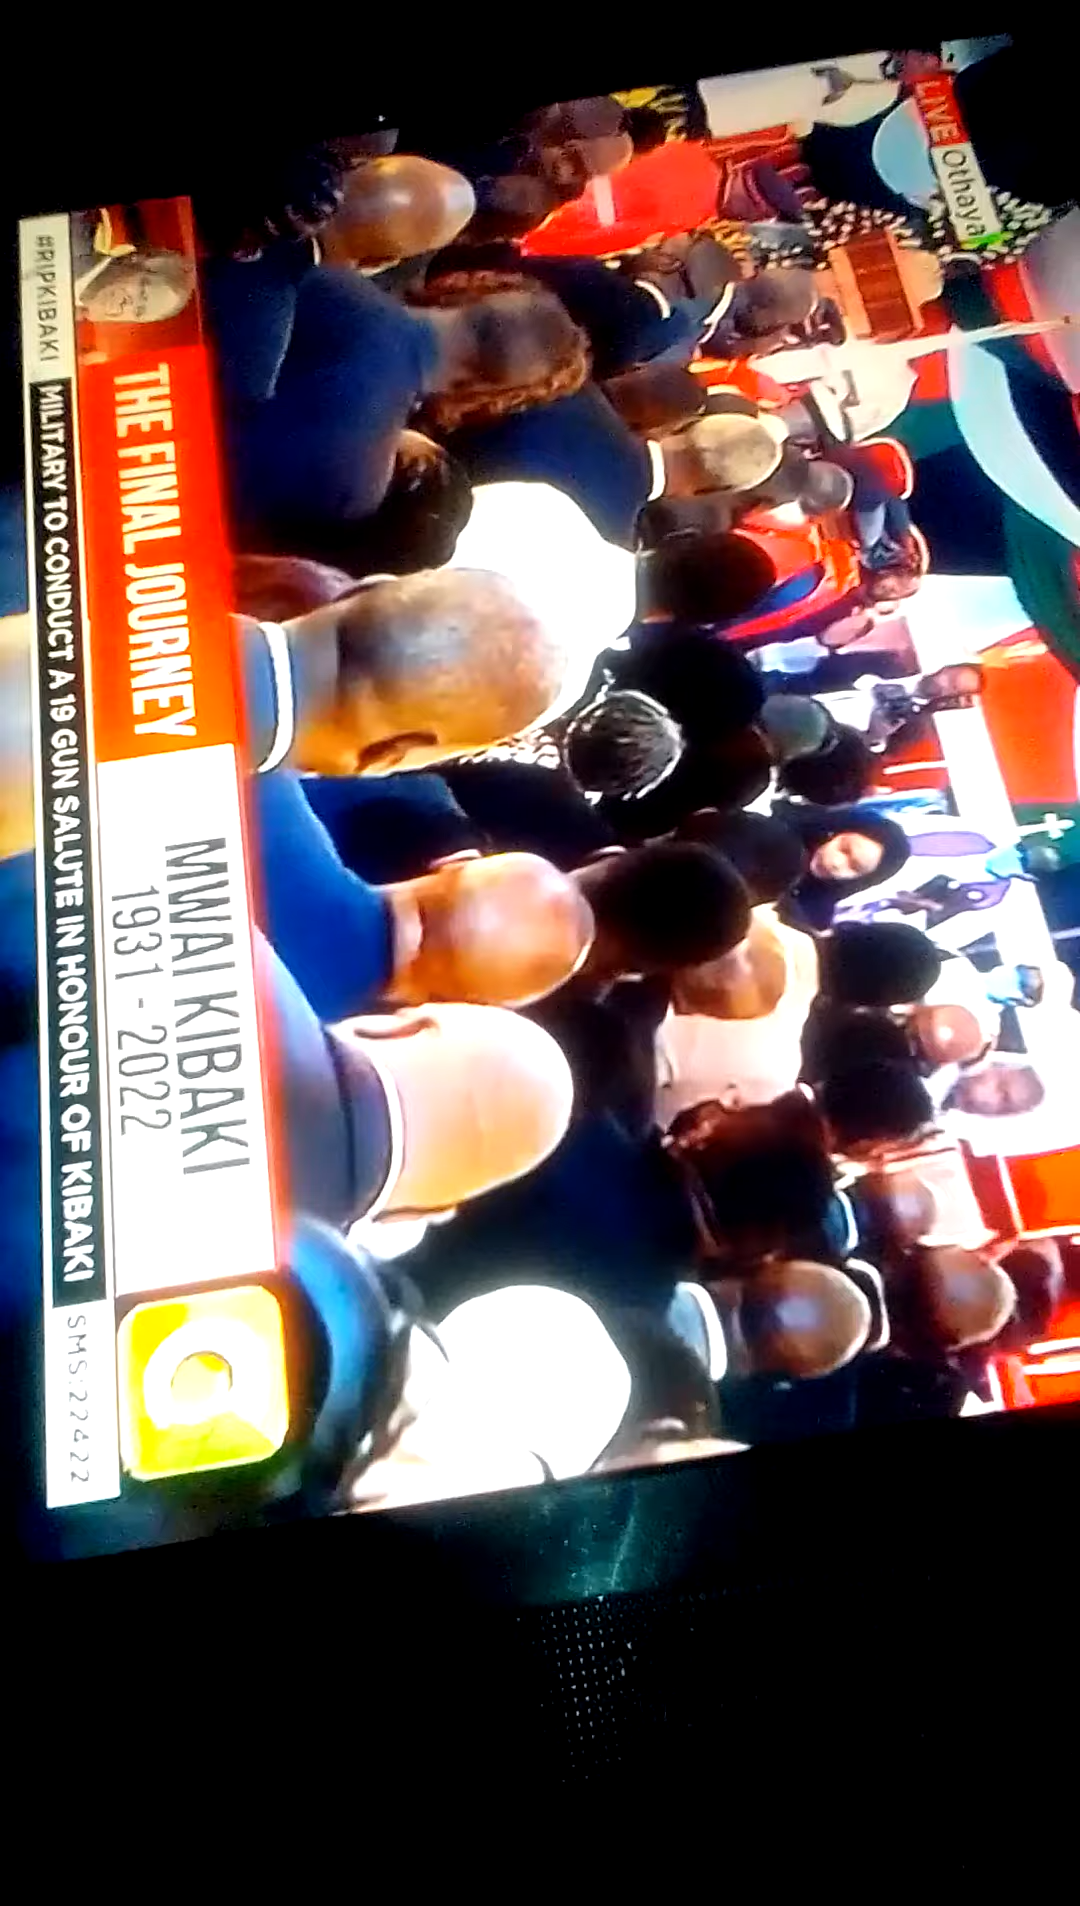 LIVE Othaya
THE FINAL JOURNEY
MWAI KIBAKI
1931 - 2022
#RIPKIBAKI MILITARY TO CONDUCT A 19 GUN SALUTE IN HONOUR OF KIBAKI SMS:22422